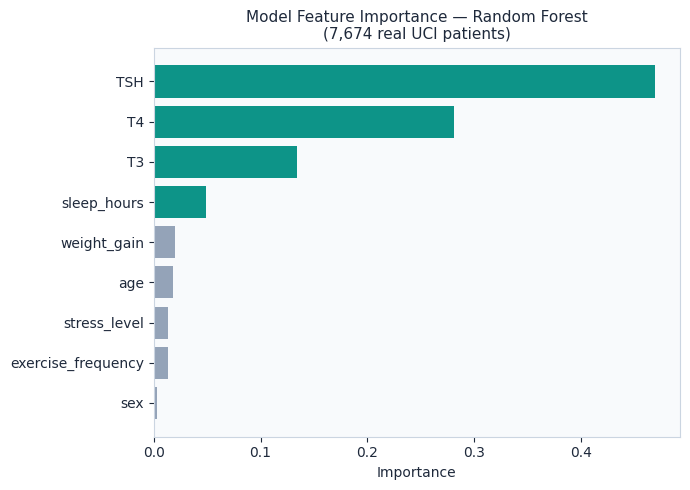 Model Feature Importance — Random Forest
(7,674 real UCI patients)
TSH
T4
T3
sleep_hours
weight_gain
age
stress_level
exercise_frequency
sex
0.0 0.1 0.2 0.3 0.4
Importance